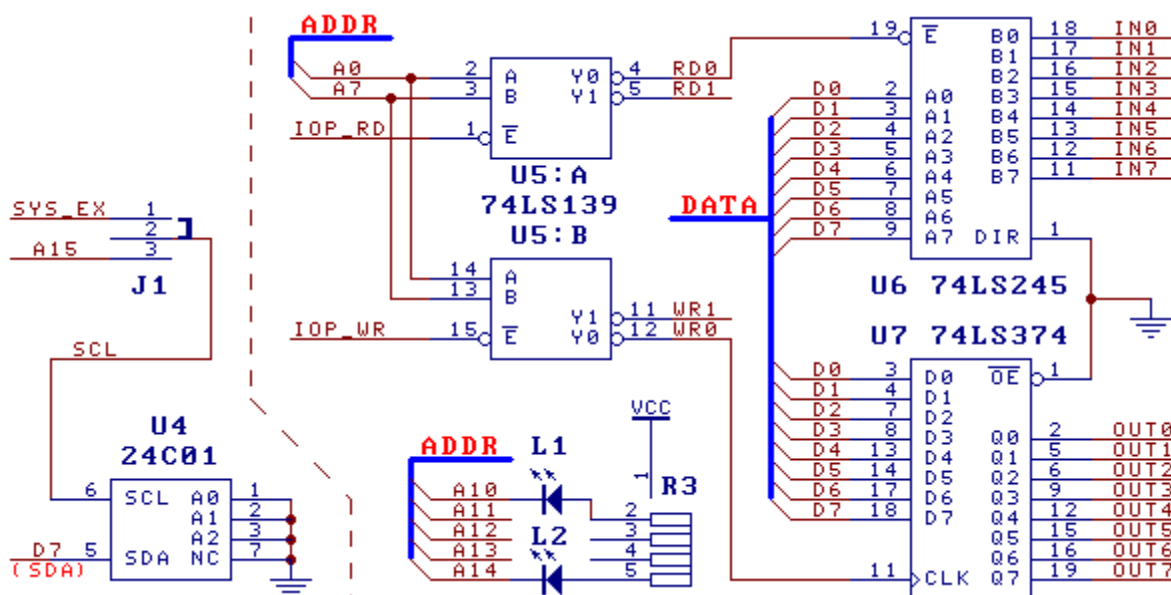 ADDR
A0 2 A Y0 4 RD0
A7 3 B Y1 5 RD1
IOP_RD 1 E
U5:A
74LS139
U5:B
14 A
13 B
Y1 11 WR1
IOP_WR 15 E Y0 12 WR0
SYS_EX 1
2
A15 3
J1
SCL
U4
24C01
6 SCL A0 1
A1 2
A2 3
D7 5 SDA NC 7
(SDA)
ADDR
A10
A11
A12
A13
A14
L1
L2
VCC
1
R3
2
3
4
5
DATA
19 E B0 18 IN0
B1 17 IN1
B2 16 IN2
D0 2 A0 B3 15 IN3
D1 3 A1 B4 14 IN4
D2 4 A2 B5 13 IN5
D3 5 A3 B6 12 IN6
D4 6 A4 B7 11 IN7
D5 7 A5
D6 8 A6
D7 9 A7 DIR 1
U6 74LS245
U7 74LS374
D0 3 D0 OE 1
D1 4 D1
D2 7 D2
D3 8 D3 Q0 2 OUT0
D4 13 D4 Q1 5 OUT1
D5 14 D5 Q2 6 OUT2
D6 17 D6 Q3 9 OUT3
D7 18 D7 Q4 12 OUT4
Q5 15 OUT5
Q6 16 OUT6
11 CLK Q7 19 OUT7